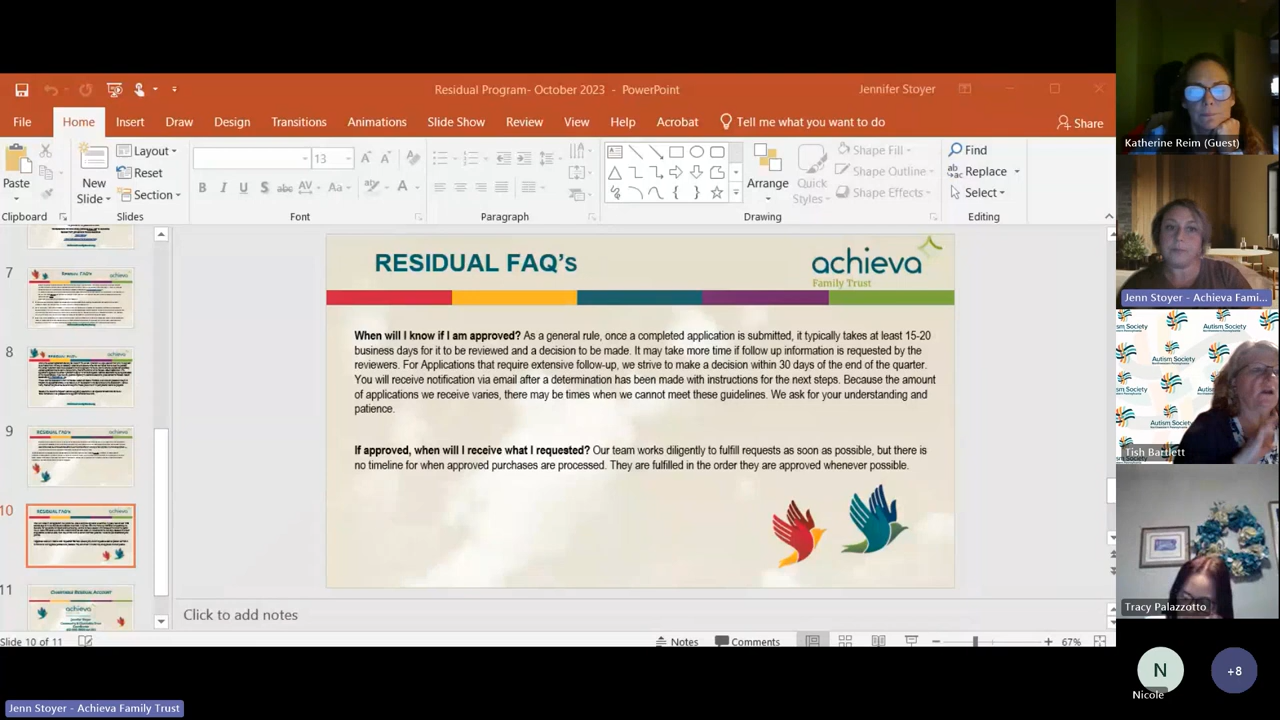 Residual Program- October 2023 - PowerPoint
Jennifer Stoyer
File Home Insert Draw Design Transitions Animations Slide Show Review View Help Acrobat Tell me what you want to do Share
Paste
New
Slide
Layout
Reset
Section
13
B I U S abc AV Aa A
Arrange
Quick
Styles
Shape Fill
Shape Outline
Shape Effects
Find
Replace
Select
Clipboard Slides Font Paragraph Drawing Editing
7
8
9
10
11
RESIDUAL FAQ's
achieva
Family Trust
When will I know if I am approved? As a general rule, once a completed application is submitted, it typically takes at least 15-20
business days for it to be reviewed and a decision to be made. It may take more time if follow up information is requested by the
reviewers. For Applications that require extensive follow-up, we strive to make a decision within 30 days of the end of the quarter.
You will receive notification via email after a determination has been made with instructions for the next steps. Because the amount
of applications we receive varies, there may be times when we cannot meet these guidelines. We ask for your understanding and
patience.
If approved, when will I receive what I requested? Our team works diligently to fulfill requests as soon as possible, but there is
no timeline for when approved purchases are processed. They are fulfilled in the order they are approved whenever possible.
Click to add notes
Slide 10 of 11
Notes
Comments
67%
Katherine Reim (Guest)
Jenn Stoyer - Achieva Fami...
Autism Society
Tish Bartlett
Tracy Palazzotto
N
Nicole
+8
Jenn Stoyer - Achieva Family Trust